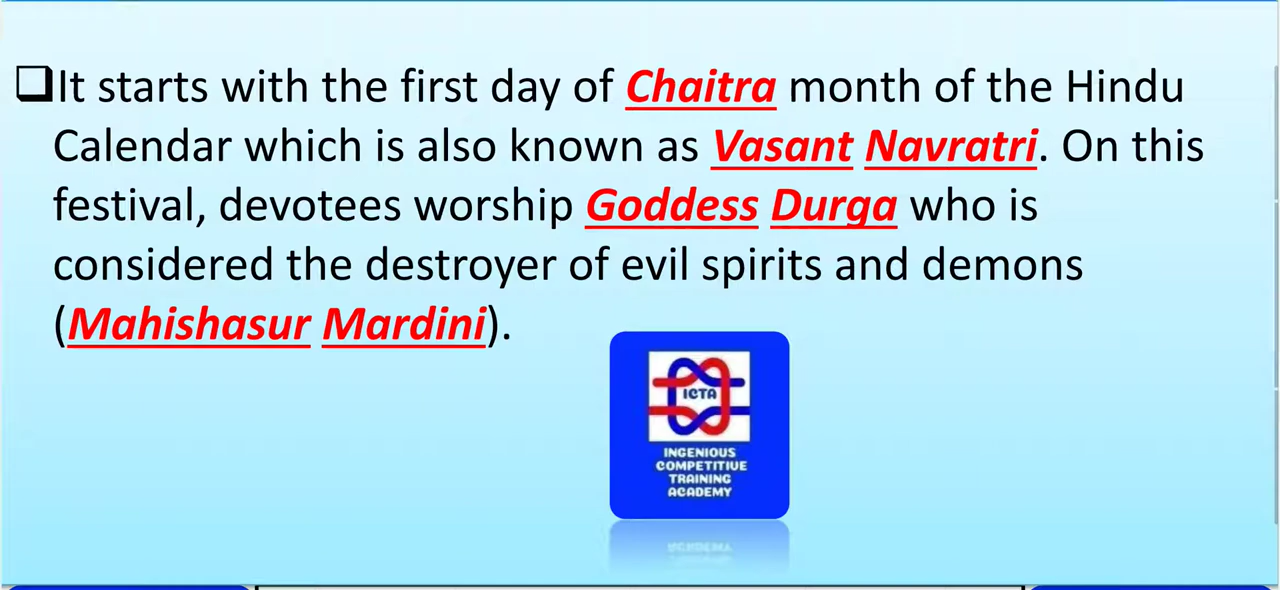 ❑It starts with the first day of Chaitra month of the Hindu
Calendar which is also known as Vasant Navratri. On this
festival, devotees worship Goddess Durga who is
considered the destroyer of evil spirits and demons
(Mahishasur Mardini).
ICTA
INGENIOUS
COMPETITIVE
TRAINING
ACADEMY